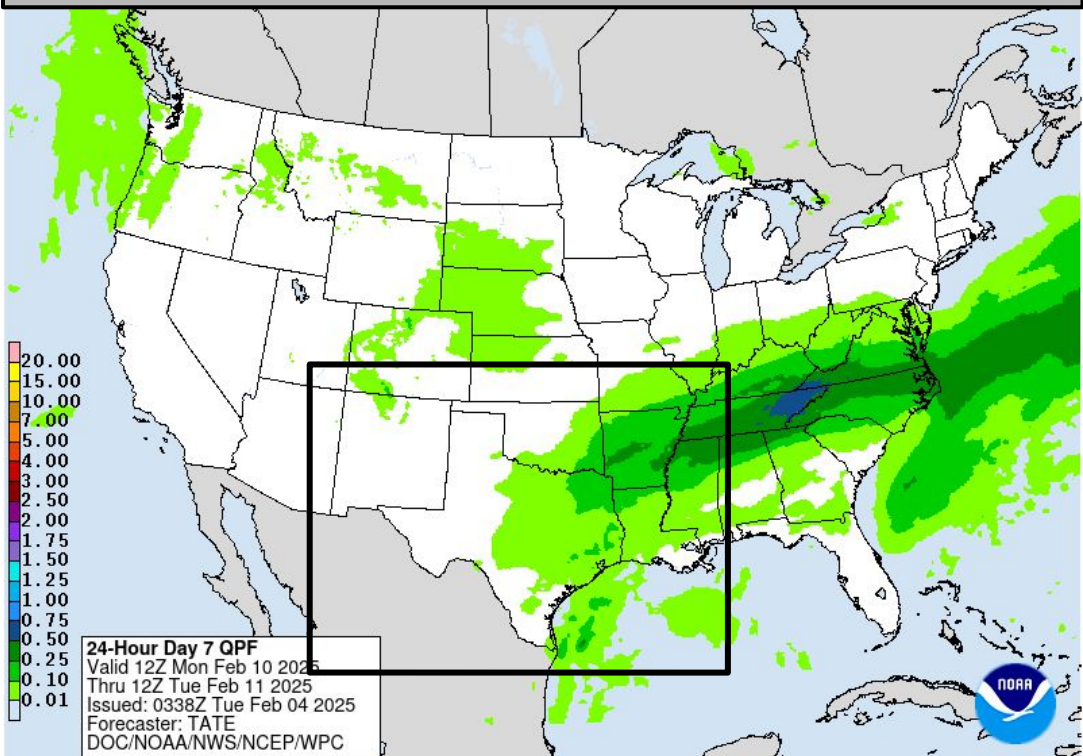 20.00
15.00
10.00
7.00
5.00
4.00
3.00
2.50
2.00
1.75
1.50
1.25
1.00
0.75
0.50
0.25
0.10
0.01
24-Hour Day 7 QPF
Valid 12Z Mon Feb 10 2025
Thru 12Z Tue Feb 11 2025
Issued: 0338Z Tue Feb 04 2025
Forecaster: TATE
DOC/NOAA/NWS/NCEP/WPC
NOAA